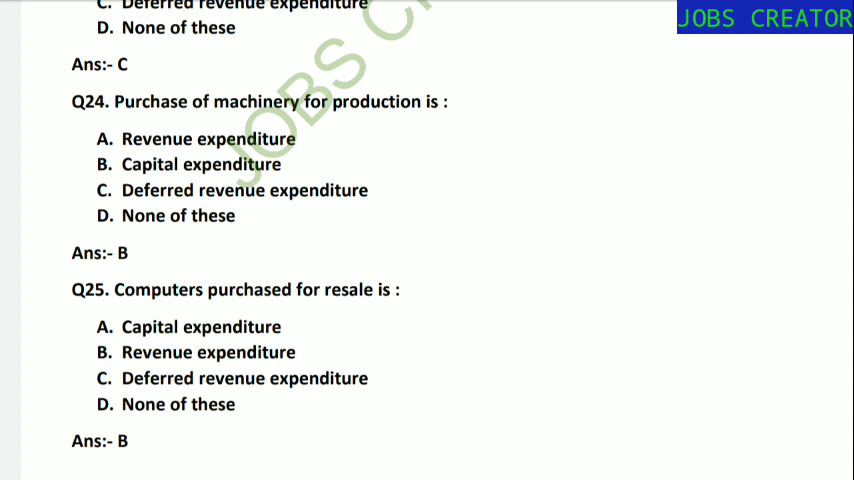 C. Deferred revenue expenditure
JOBS CREATOR
D. None of these
Ans:- C
Q24. Purchase of machinery for production is :
A. Revenue expenditure
B. Capital expenditure
C. Deferred revenue expenditure
D. None of these
Ans:- B
Q25. Computers purchased for resale is :
A. Capital expenditure
B. Revenue expenditure
C. Deferred revenue expenditure
D. None of these
Ans:- B
JOBS